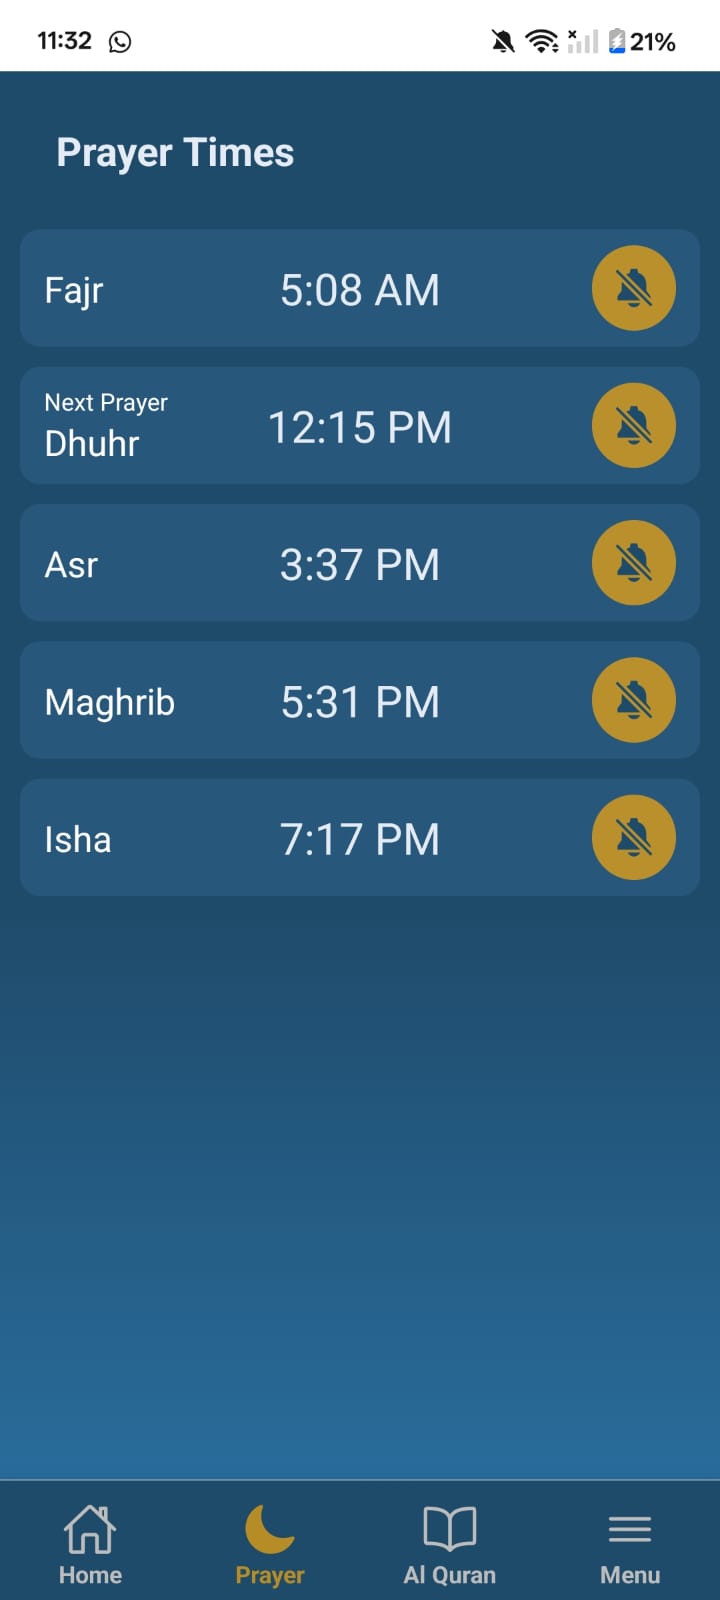 11:32
21%
Prayer Times
Fajr
5:08 AM
Next Prayer
Dhuhr
12:15 PM
Asr
3:37 PM
Maghrib
5:31 PM
Isha
7:17 PM
Home
Prayer
Al Quran
Menu